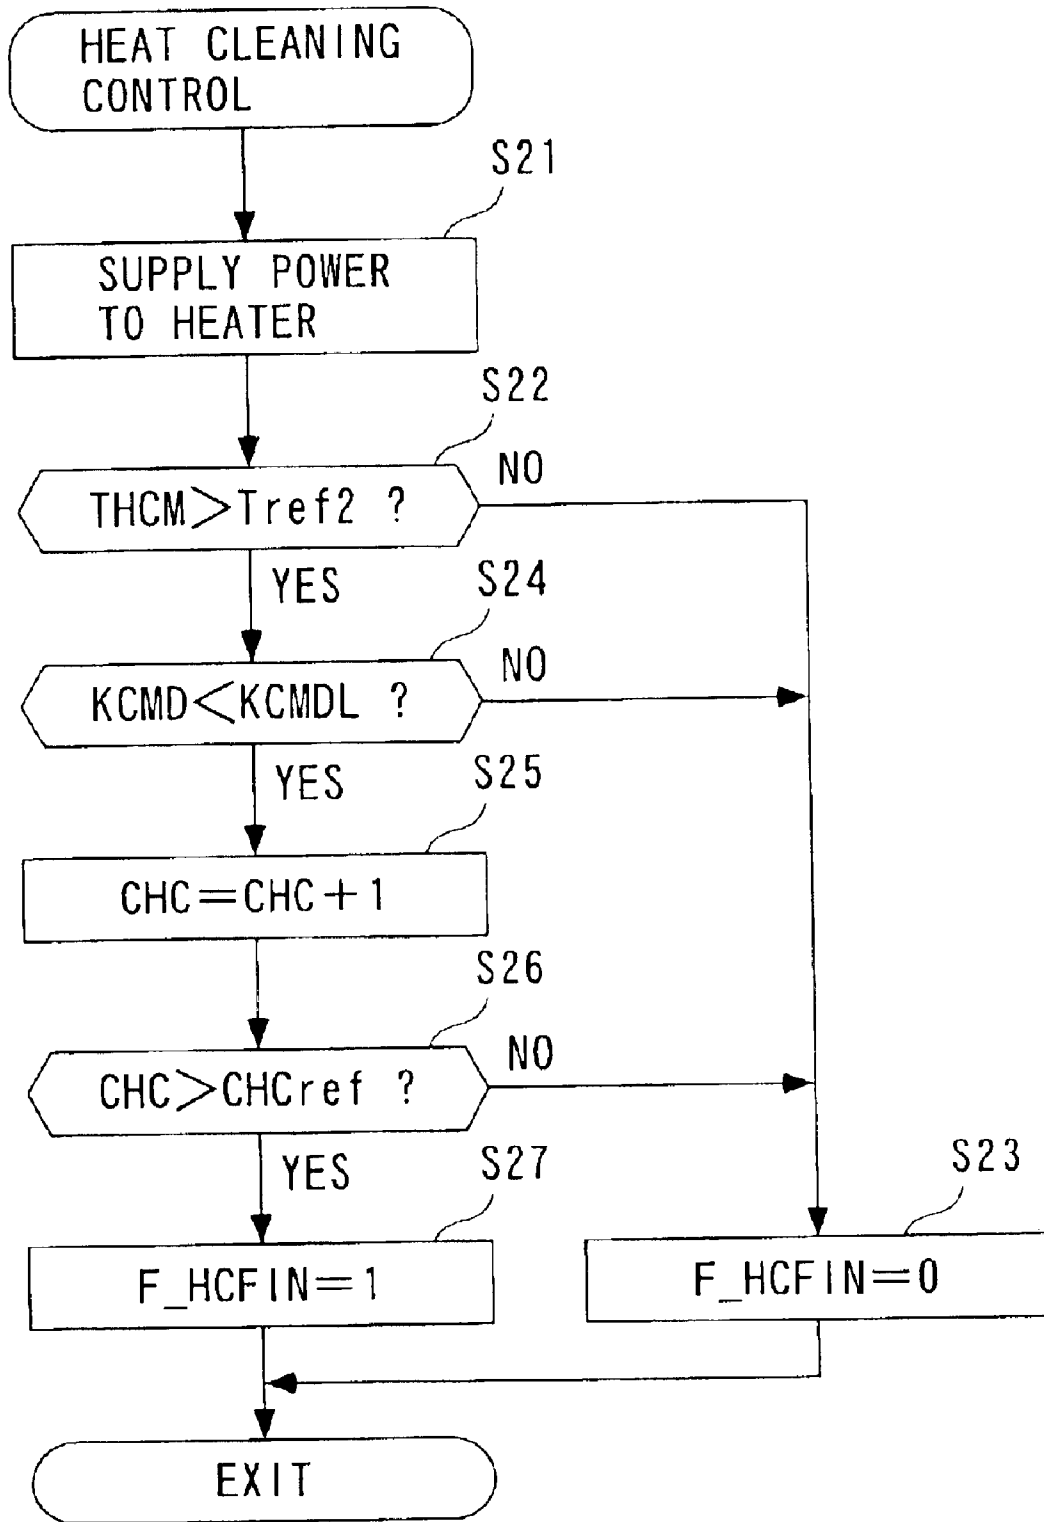 HEAT CLEANING
CONTROL
S21
SUPPLY POWER
TO HEATER
S22
THCM>Tref2 ?
NO
YES
S24
KCMD<KCMDL ?
NO
YES
S25
CHC=CHC+1
S26
CHC>CHCref ?
NO
YES
S27
S23
F_HCFIN=1
F_HCFIN=0
EXIT